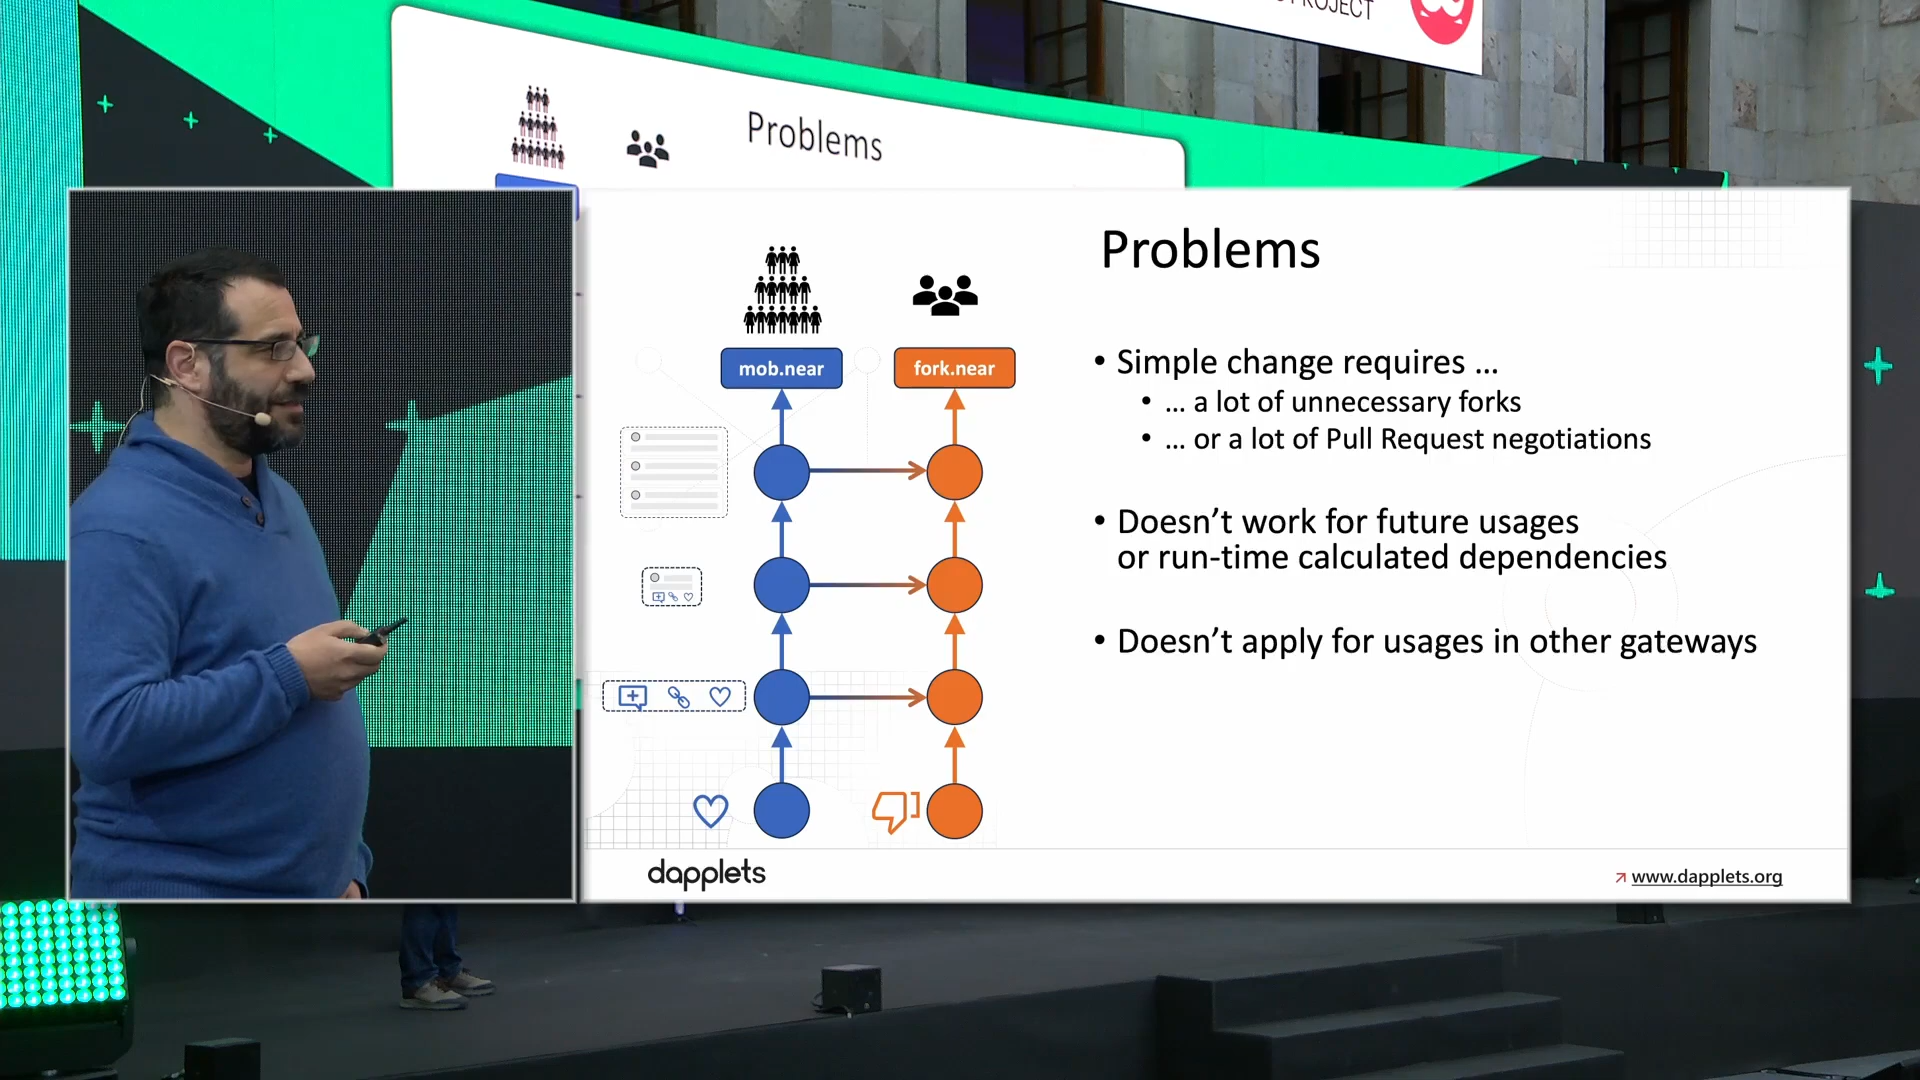 PROJECT
Problems
Problems
mob.near
fork.near
• Simple change requires ...
• ... a lot of unnecessary forks
• ... or a lot of Pull Request negotiations
• Doesn’t work for future usages
or run-time calculated dependencies
• Doesn’t apply for usages in other gateways
dapplets
www.dapplets.org